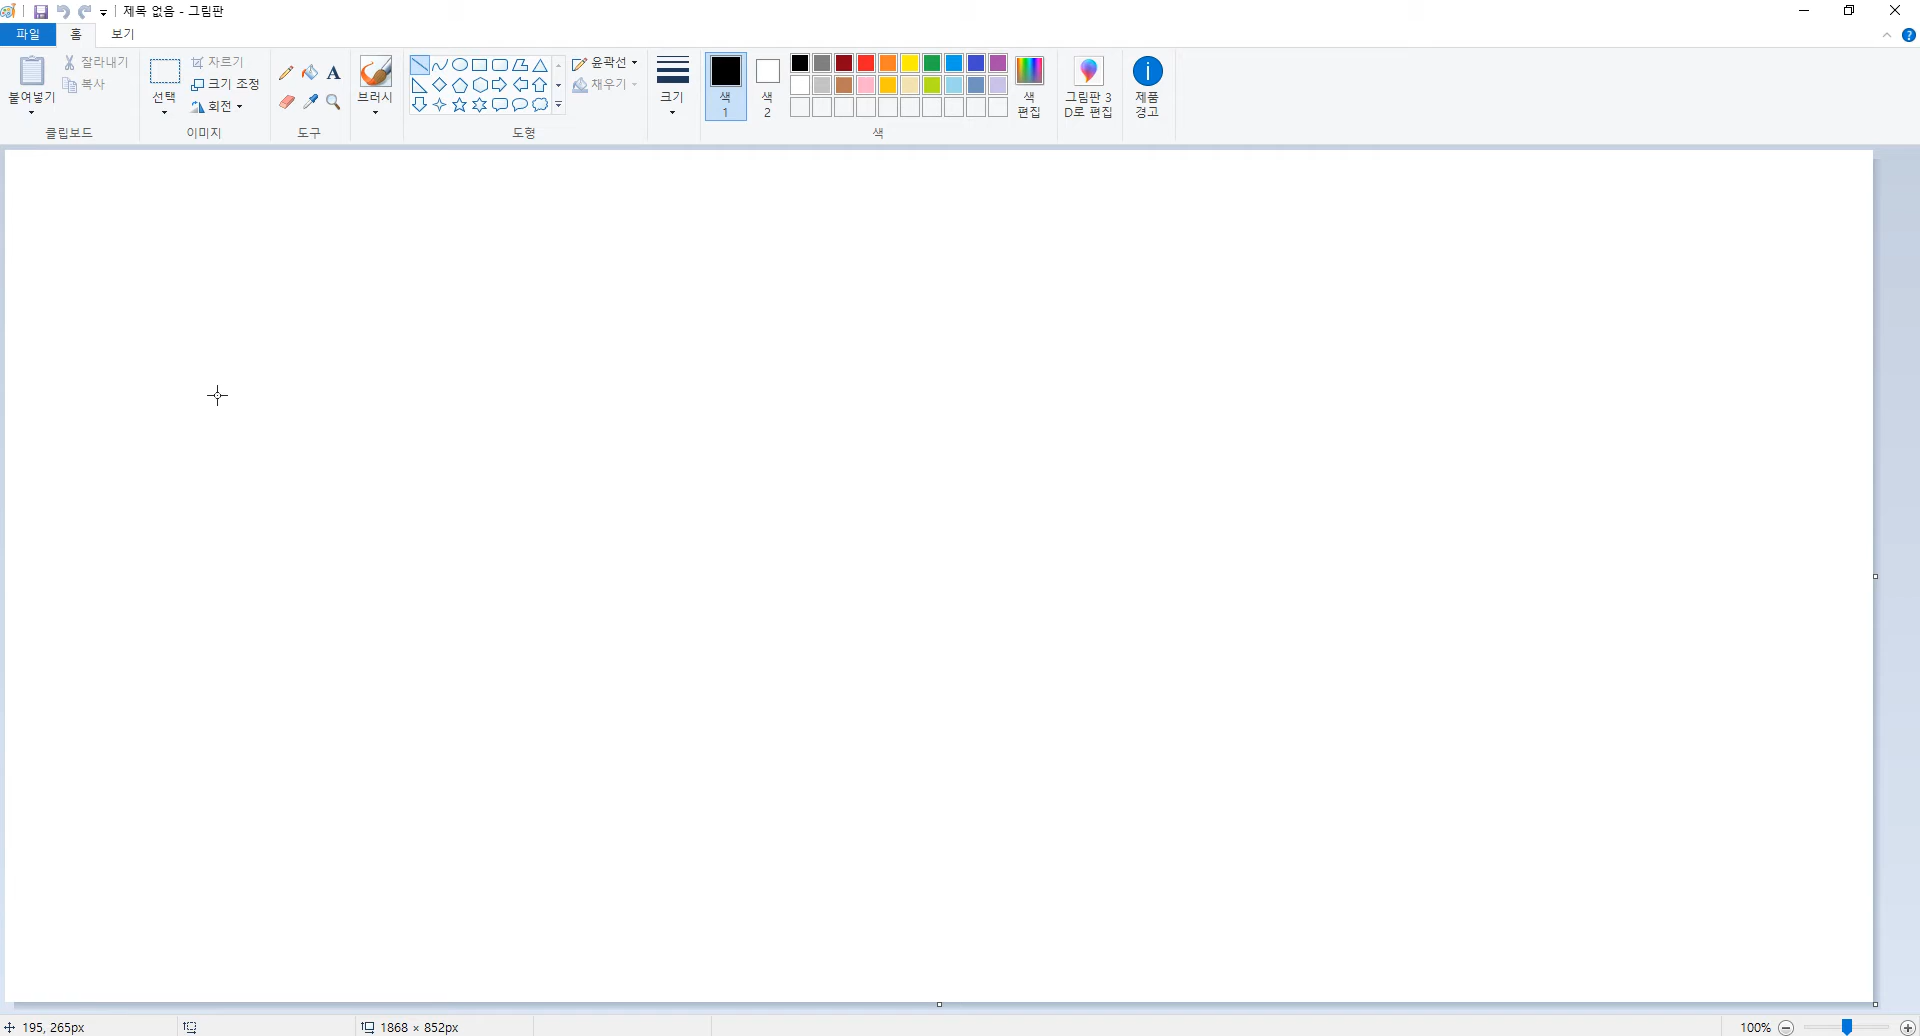 제목 없음 - 그림판
파일 홈 보기
붙여넣기
잘라내기
복사
클립보드
선택
자르기
크기 조정
회전
이미지
A
도구
브러시
윤곽선
채우기
도형
크기
색
1
색
2
색
편집
색
그림판 3
D로 편집
제품
경고
195, 265px
1868 × 852px
100%